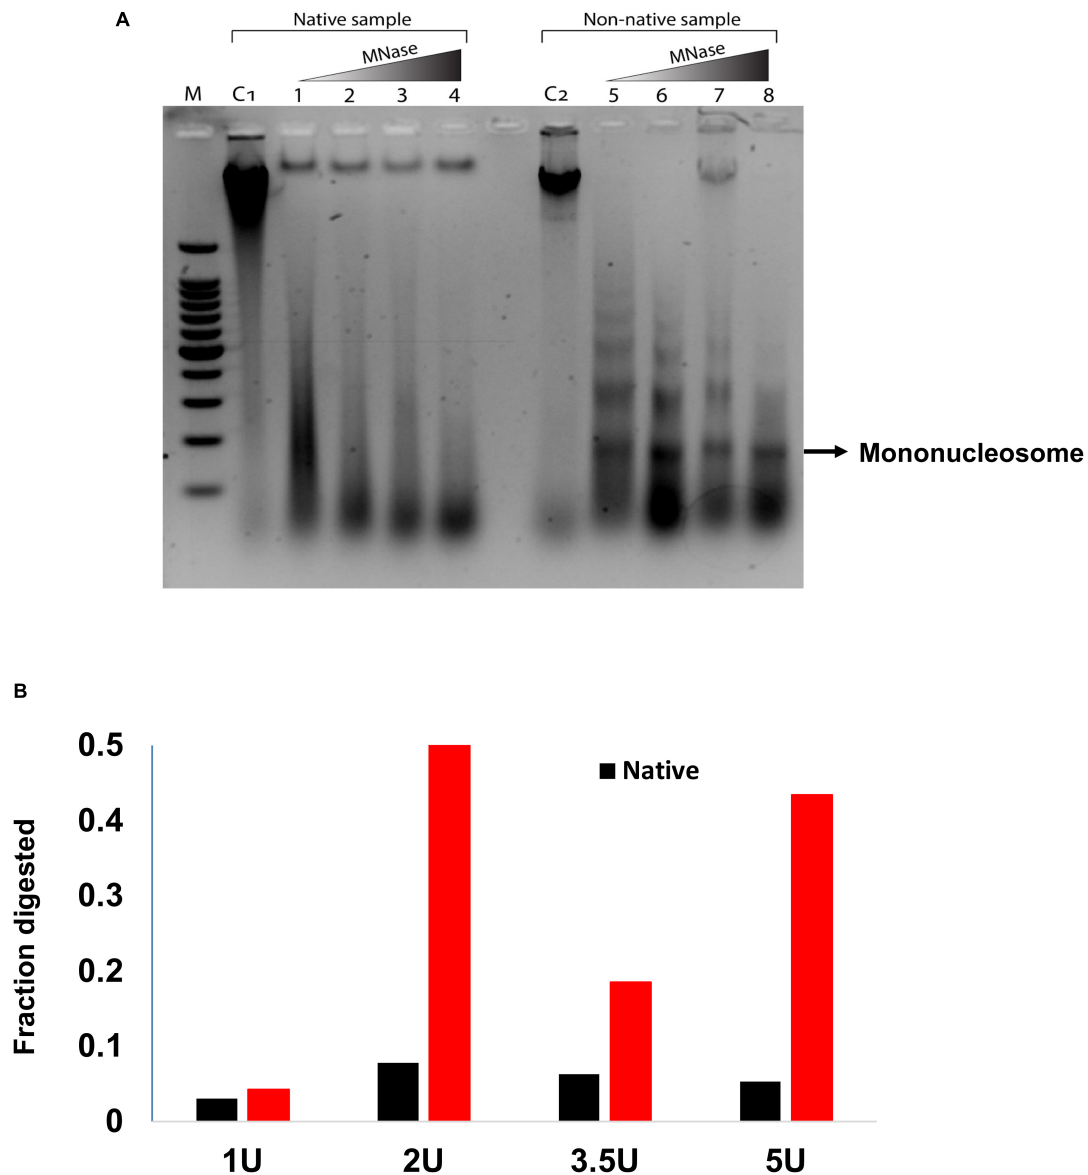 A
Native sample
Non-native sample
MNase
MNase
M C1 1 2 3 4 C2 5 6 7 8
Mononucleosome
B
0.5
Native
0.4
0.3
0.2
0.1
0
Fraction digested
1U 2U 3.5U 5U